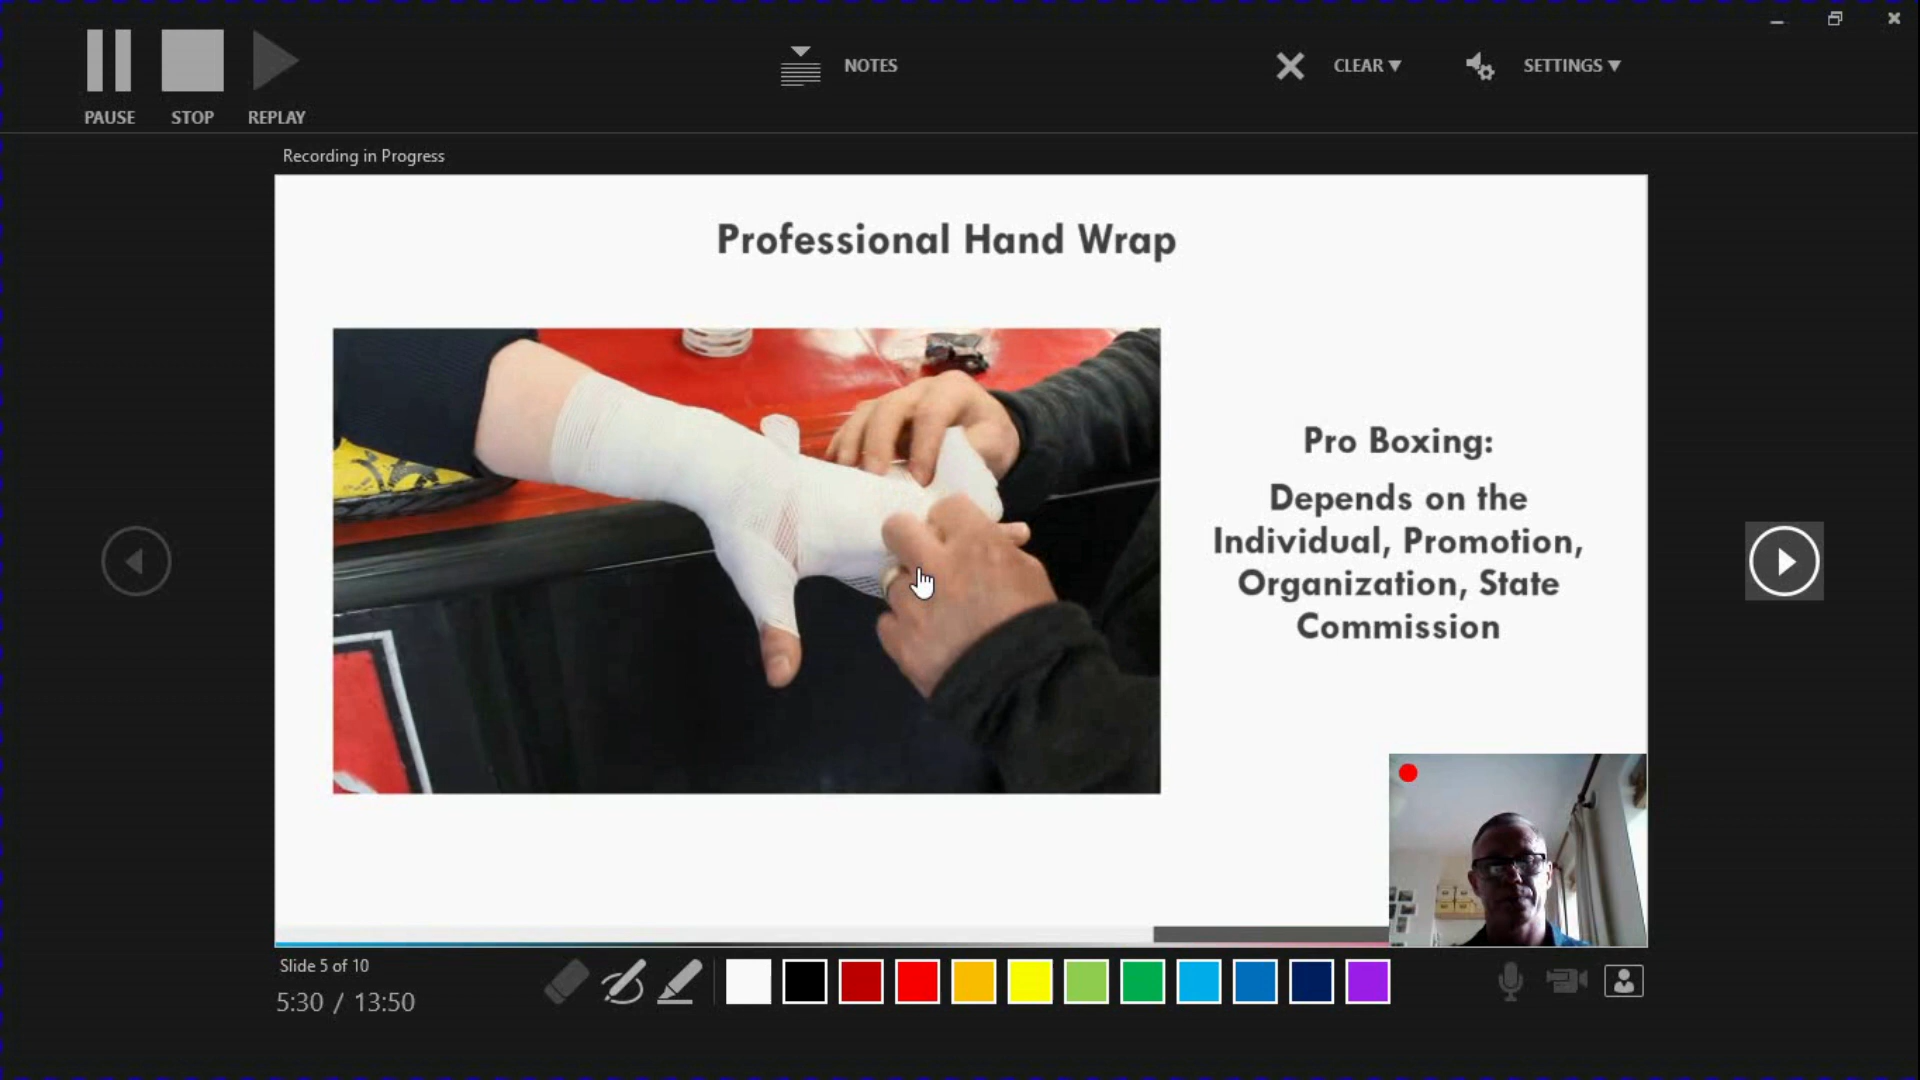 PAUSE
STOP
REPLAY
NOTES
CLEAR
SETTINGS
Recording in Progress
Professional Hand Wrap
Pro Boxing:
Depends on the
Individual, Promotion,
Organization, State
Commission
Slide 5 of 10
5:30 / 13:50